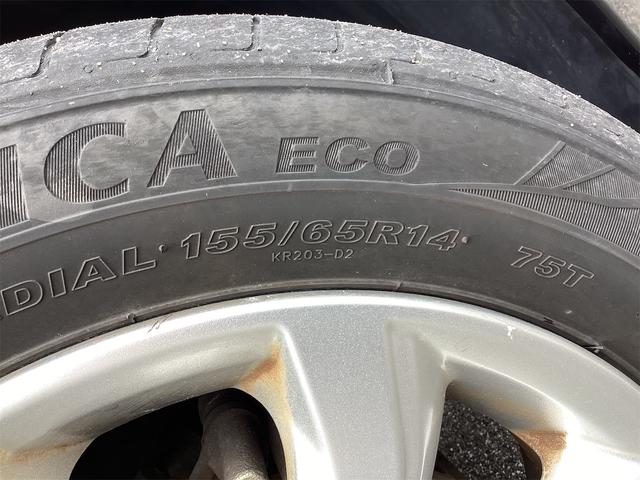 ICA ECO
DIAL 155/65R14 75T
KR203-D2